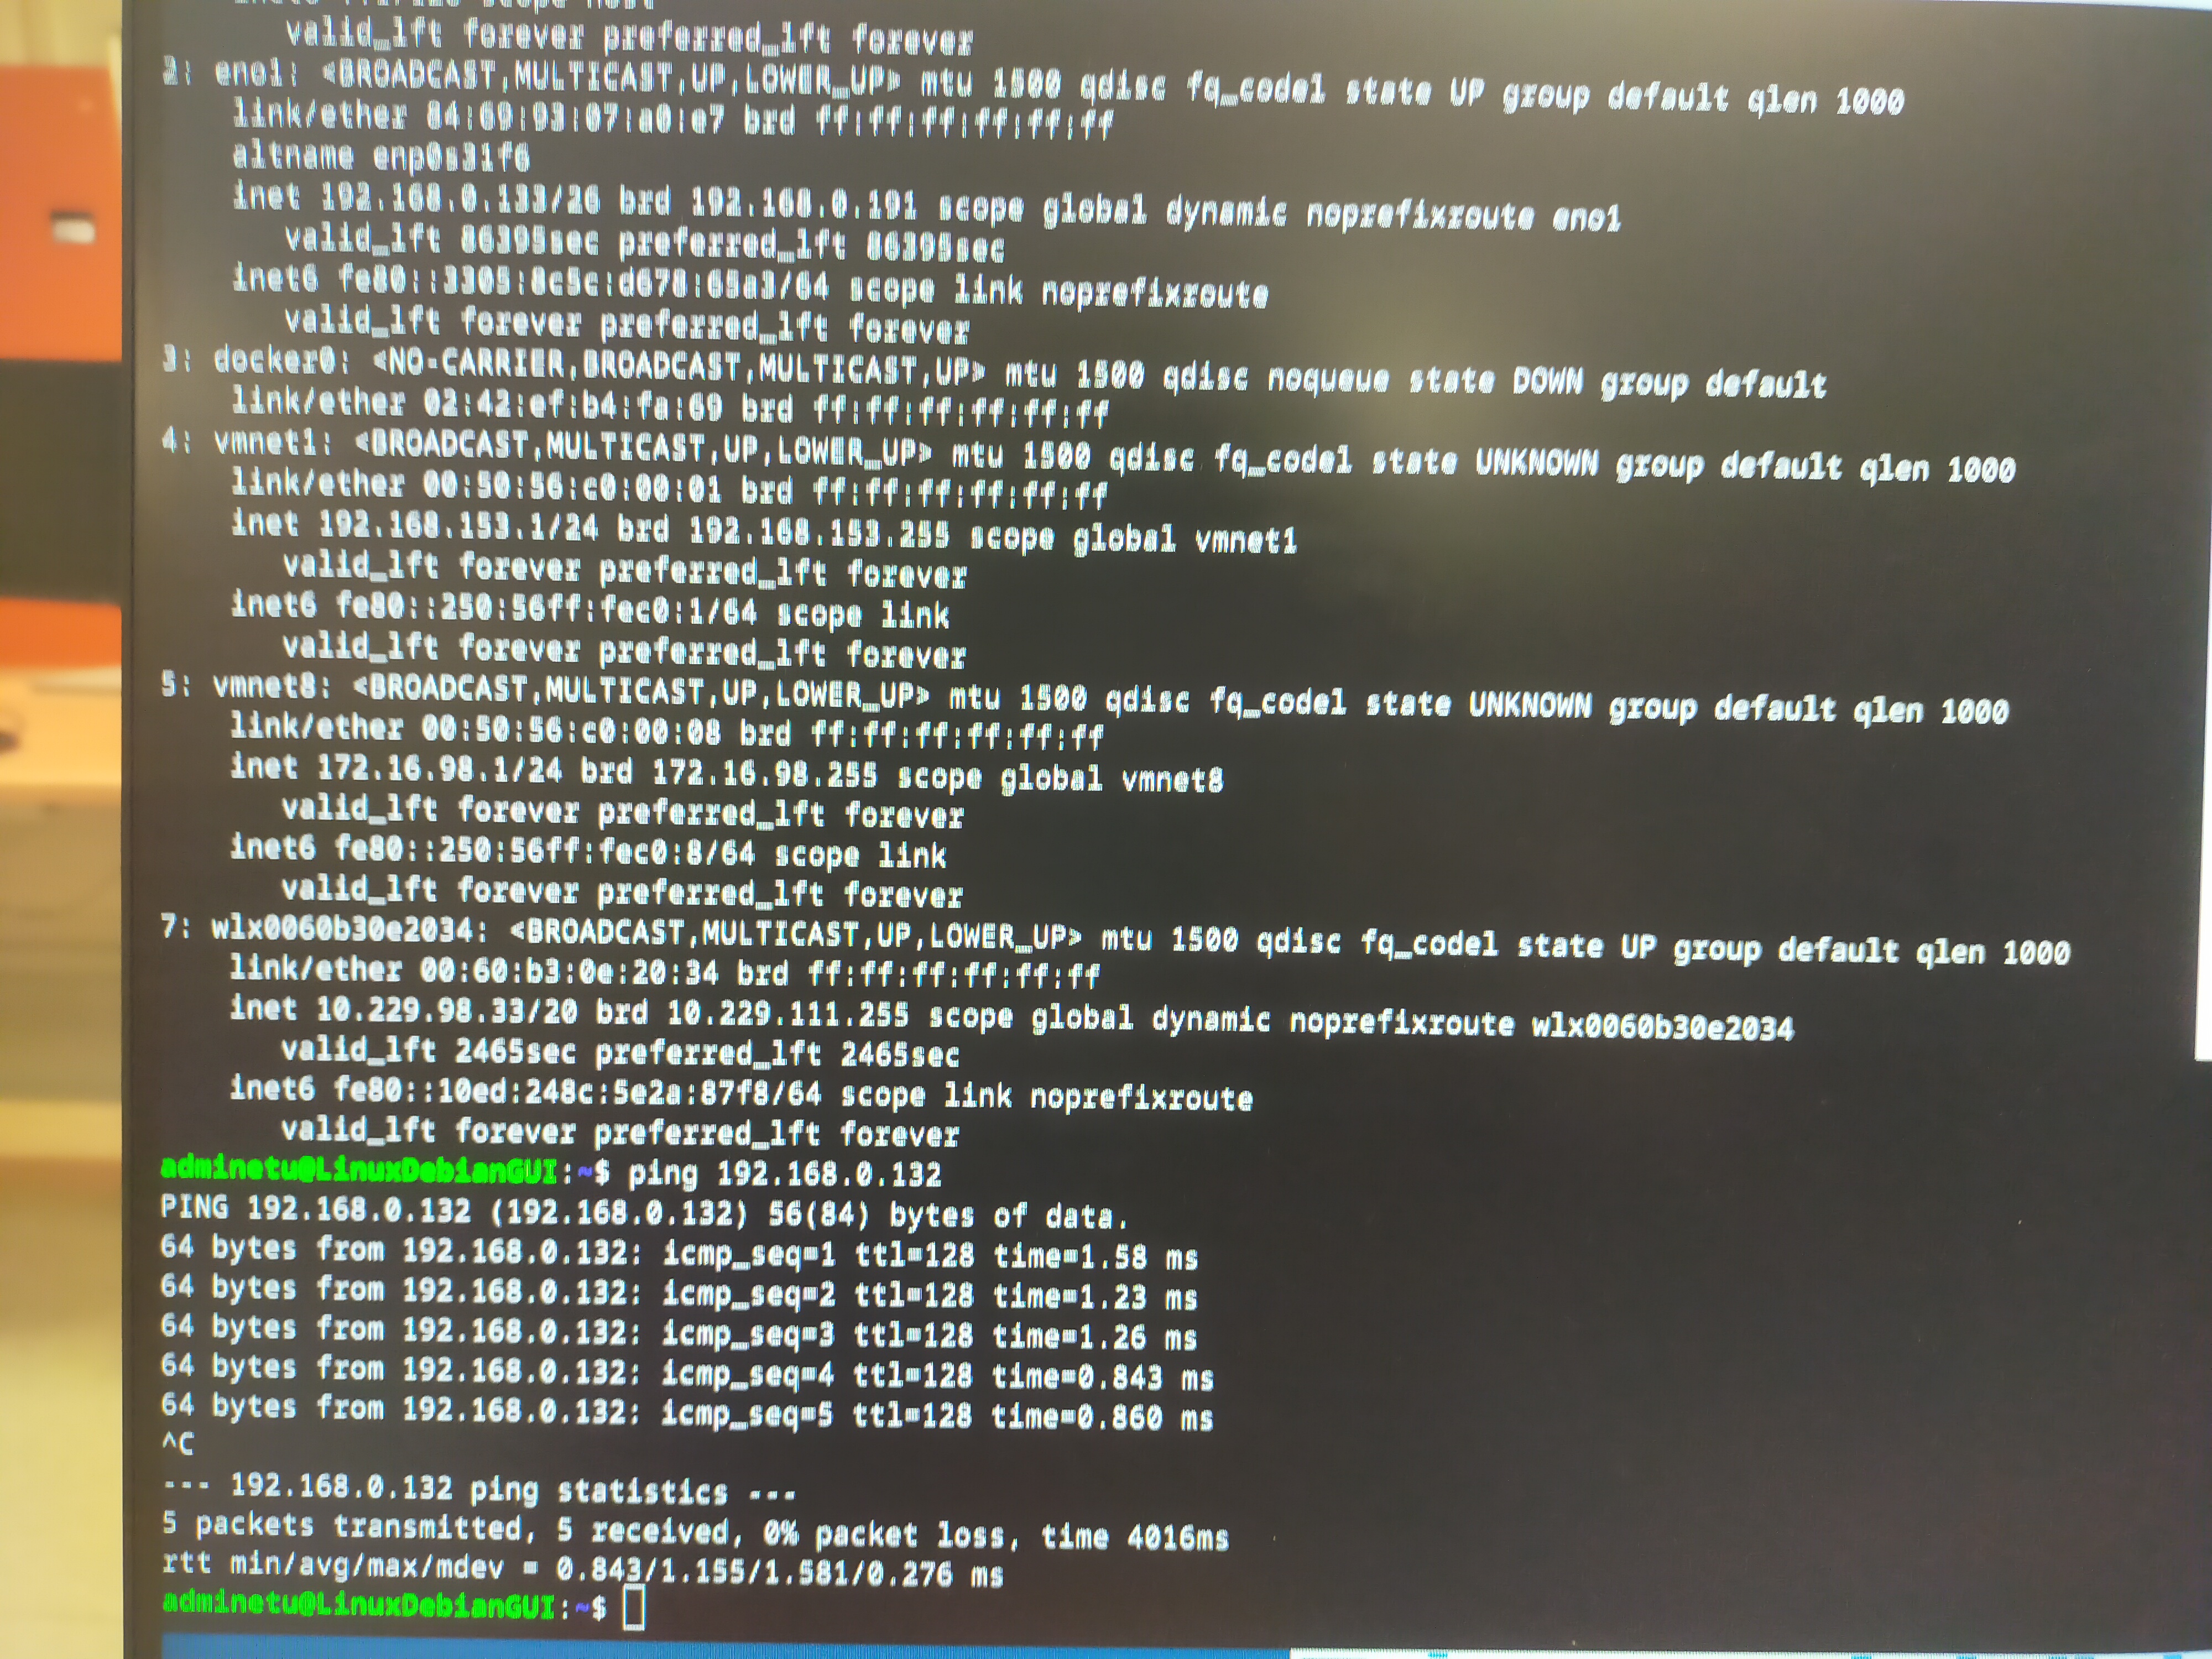 valid_lft forever preferred_lft forever
2: eno1: <BROADCAST,MULTICAST,UP,LOWER_UP> mtu 1500 qdisc fq_codel state UP group default qlen 1000
link/ether 84:69:93:07:a0:e7 brd ff:ff:ff:ff:ff:ff
altname enp0s31f6
inet 192.168.0.133/26 brd 192.168.0.191 scope global dynamic noprefixroute eno1
valid_lft 86395sec preferred_lft 86395sec
inet6 fe80::3305:8c5c:d678:65a3/64 scope link noprefixroute
valid_lft forever preferred_lft forever
3: docker0: <NO-CARRIER,BROADCAST,MULTICAST,UP> mtu 1500 qdisc noqueue state DOWN group default
link/ether 02:42:ef:b4:fa:69 brd ff:ff:ff:ff:ff:ff
4: vmnet1: <BROADCAST,MULTICAST,UP,LOWER_UP> mtu 1500 qdisc fq_codel state UNKNOWN group default qlen 1000
link/ether 00:50:56:c0:00:01 brd ff:ff:ff:ff:ff:ff
inet 192.168.153.1/24 brd 192.168.153.255 scope global vmnet1
valid_lft forever preferred_lft forever
inet6 fe80::250:56ff:fec0:1/64 scope link
valid_lft forever preferred_lft forever
5: vmnet8: <BROADCAST,MULTICAST,UP,LOWER_UP> mtu 1500 qdisc fq_codel state UNKNOWN group default qlen 1000
link/ether 00:50:56:c0:00:08 brd ff:ff:ff:ff:ff:ff
inet 172.16.98.1/24 brd 172.16.98.255 scope global vmnet8
valid_lft forever preferred_lft forever
inet6 fe80::250:56ff:fec0:8/64 scope link
valid_lft forever preferred_lft forever
7: wlx0060b30e2034: <BROADCAST,MULTICAST,UP,LOWER_UP> mtu 1500 qdisc fq_codel state UP group default qlen 1000
link/ether 00:60:b3:0e:20:34 brd ff:ff:ff:ff:ff:ff
inet 10.229.98.33/20 brd 10.229.111.255 scope global dynamic noprefixroute wlx0060b30e2034
valid_lft 2465sec preferred_lft 2465sec
inet6 fe80::10ed:248c:5e2a:87f8/64 scope link noprefixroute
valid_lft forever preferred_lft forever
adminetu@LinuxDebianGUI:~$ ping 192.168.0.132
PING 192.168.0.132 (192.168.0.132) 56(84) bytes of data.
64 bytes from 192.168.0.132: icmp_seq=1 ttl=128 time=1.58 ms
64 bytes from 192.168.0.132: icmp_seq=2 ttl=128 time=1.23 ms
64 bytes from 192.168.0.132: icmp_seq=3 ttl=128 time=1.26 ms
64 bytes from 192.168.0.132: icmp_seq=4 ttl=128 time=0.843 ms
64 bytes from 192.168.0.132: icmp_seq=5 ttl=128 time=0.860 ms
^C
--- 192.168.0.132 ping statistics ---
5 packets transmitted, 5 received, 0% packet loss, time 4016ms
rtt min/avg/max/mdev = 0.843/1.155/1.581/0.276 ms
adminetu@LinuxDebianGUI:~$